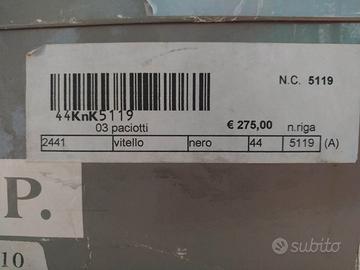 N.C. 5119
44KnK5119
03 paciotti € 275,00 n.riga
2441 vitello nero 44 5119 (A)
P.
10
subito